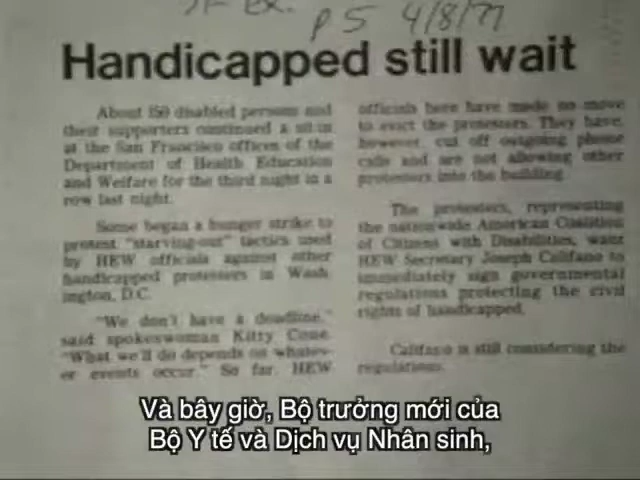 p 5 4/8/77
Handicapped still wait
About 150 disabled persons and
their supporters continued a sit-in
at the San Francisco offices of the
Department of Health Education
and Welfare for the third night in a
row last night.
Some began a hunger strike to
protest "starving-out" tactics used
by HEW officials against other
handicapped protesters in Wash-
ington, D.C.
"We don't have a deadline,"
said spokeswoman Kitty Cone.
"What we'll do depends on whatev-
er events occur." So far, HEW
officials here have made no move
to evict the protesters. They have,
however, cut off outgoing phone
calls and are not allowing other
protesters into the building.
The protesters, representing
the nationwide American Coalition
of Citizens with Disabilities, want
HEW Secretary Joseph Califano to
immediately sign governmental
regulations protecting the civil
rights of handicapped.
Califano is still considering the
regulations.
Và bây giờ, Bộ trưởng mới của
Bộ Y tế và Dịch vụ Nhân sinh,